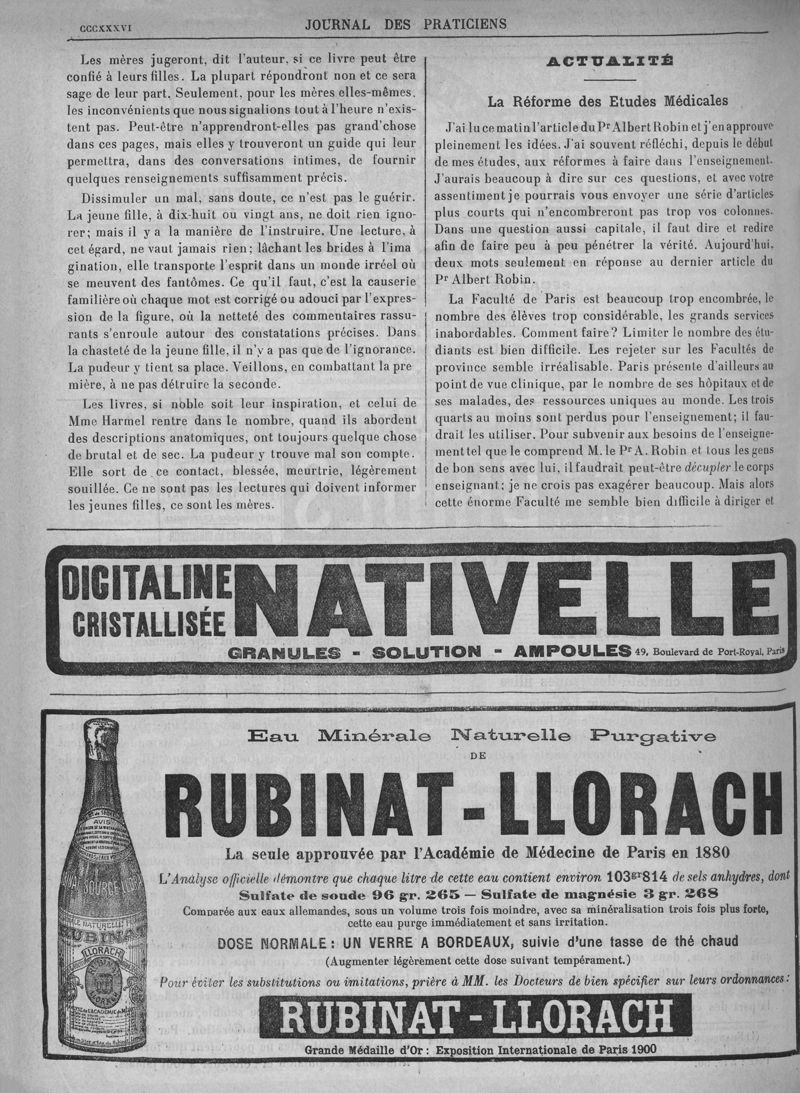 CCCXXXVI
JOURNAL DES PRATICIENS
Les mères jugeront, dit l'auteur, si ce livre peut être
confié à leurs filles. La plupart répondront non et ce sera
sage de leur part. Seulement, pour les mères elles-mêmes,
les inconvénients que nous signalions tout à l'heure n'exis-
tent pas. Peut-être n'apprendront-elles pas grand'chose
dans ces pages, mais elles y trouveront un guide qui leur
permettra, dans des conversations intimes, de fournir
quelques renseignements suffisamment précis.
Dissimuler un mal, sans doute, ce n'est pas le guérir.
La jeune fille, à dix-huit ou vingt ans, ne doit rien igno-
rer; mais il y a la manière de l'instruire. Une lecture, à
cet égard, ne vaut jamais rien; lâchant les brides à l'ima
gination, elle transporte l'esprit dans un monde irréel où
se meuvent des fantômes. Ce qu'il faut, c'est la causerie
familière où chaque mot est corrigé ou adouci par l'expres-
sion de la figure, où la netteté des commentaires rassu-
rants s'enroule autour des constatations précises. Dans
la chasteté de la jeune fille, il n'y a pas que de l'ignorance.
La pudeur y tient sa place. Veillons, en combattant la pre
mière, à ne pas détruire la seconde.
Les livres, si noble soit leur inspiration, et celui de
Mme Harmel rentre dans le nombre, quand ils abordent
des descriptions anatomiques, ont toujours quelque chose
de brutal et de sec. La pudeur y trouve mal son compte.
Elle sort de ce contact, blessée, meurtrie, légèrement
souillée. Ce ne sont pas les lectures qui doivent informer
les jeunes filles, ce sont les mères.
ACTUALITÉ
La Réforme des Etudes Médicales
J'ai lu ce matin l'article du Pr Albert Robin et j'en approuve
pleinement les idées. J'ai souvent réfléchi, depuis le début
de mes études, aux réformes à faire dans l'enseignement.
J'aurais beaucoup à dire sur ces questions, et avec votre
assentiment je pourrais vous envoyer une série d'articles
plus courts qui n'encombreront pas trop vos colonnes.
Dans une question aussi capitale, il faut dire et redire
afin de faire peu à peu pénétrer la vérité. Aujourd'hui,
deux mots seulement en réponse au dernier article du
Pr Albert Robin.
La Faculté de Paris est beaucoup trop encombrée, le
nombre des élèves trop considérable, les grands services
inabordables. Comment faire? Limiter le nombre des étu-
diants est bien difficile. Les rejeter sur les Facultés de
province semble irréalisable. Paris présente d'ailleurs au
point de vue clinique, par le nombre de ses hôpitaux et de
ses malades, des ressources uniques au monde. Les trois
quarts au moins sont perdus pour l'enseignement; il fau-
drait les utiliser. Pour subvenir aux besoins de l'enseigne-
ment tel que le comprend M. le Pr A. Robin et tous les gens
de bon sens avec lui, il faudrait peut-être décupler le corps
enseignant; je ne crois pas exagérer beaucoup. Mais alors
cette énorme Faculté me semble bien difficile à diriger et
DIGITALINE
CRISTALLISÉE
NATIVELLE
GRANULES - SOLUTION - AMPOULES 49, Boulevard de Port-Royal, Paris
Eau Minérale Naturelle Purgative
DE
RUBINAT-LLORACH
La seule approuvée par l'Académie de Médecine de Paris en 1880
L'Analyse officielle démontre que chaque litre de cette eau contient environ 103gr814 de sels anhydres, dont
Sulfate de soude 96 gr. 265 — Sulfate de magnésie 3 gr. 268
Comparée aux eaux allemandes, sous un volume trois fois moindre, avec sa minéralisation trois fois plus forte,
cette eau purge immédiatement et sans irritation.
DOSE NORMALE: UN VERRE A BORDEAUX, suivie d'une tasse de thé chaud
(Augmenter légèrement cette dose suivant tempérament.)
Pour éviter les substitutions ou imitations, prière à MM. les Docteurs de bien spécifier sur leurs ordonnances:
RUBINAT-LLORACH
Grande Médaille d'Or: Exposition Internationale de Paris 1900
AVIS
SOURCE
RUBINAT
LLORACH
RUBINAT
LLORACH